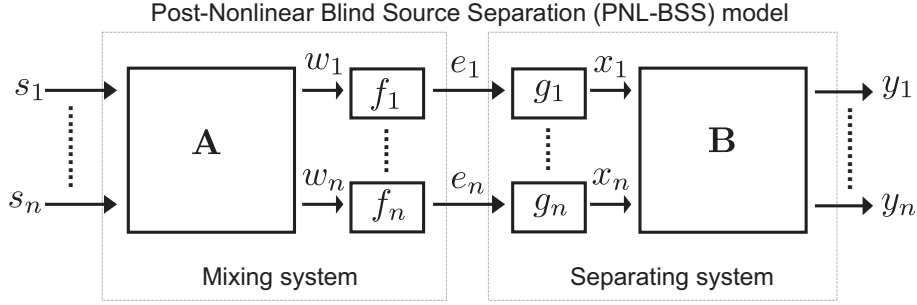 Post-Nonlinear Blind Source Separation (PNL-BSS) model
s₁ A w₁ f₁ e₁ g₁ x₁ B y₁
sₙ wₙ fₙ eₙ gₙ xₙ yₙ
Mixing system Separating system